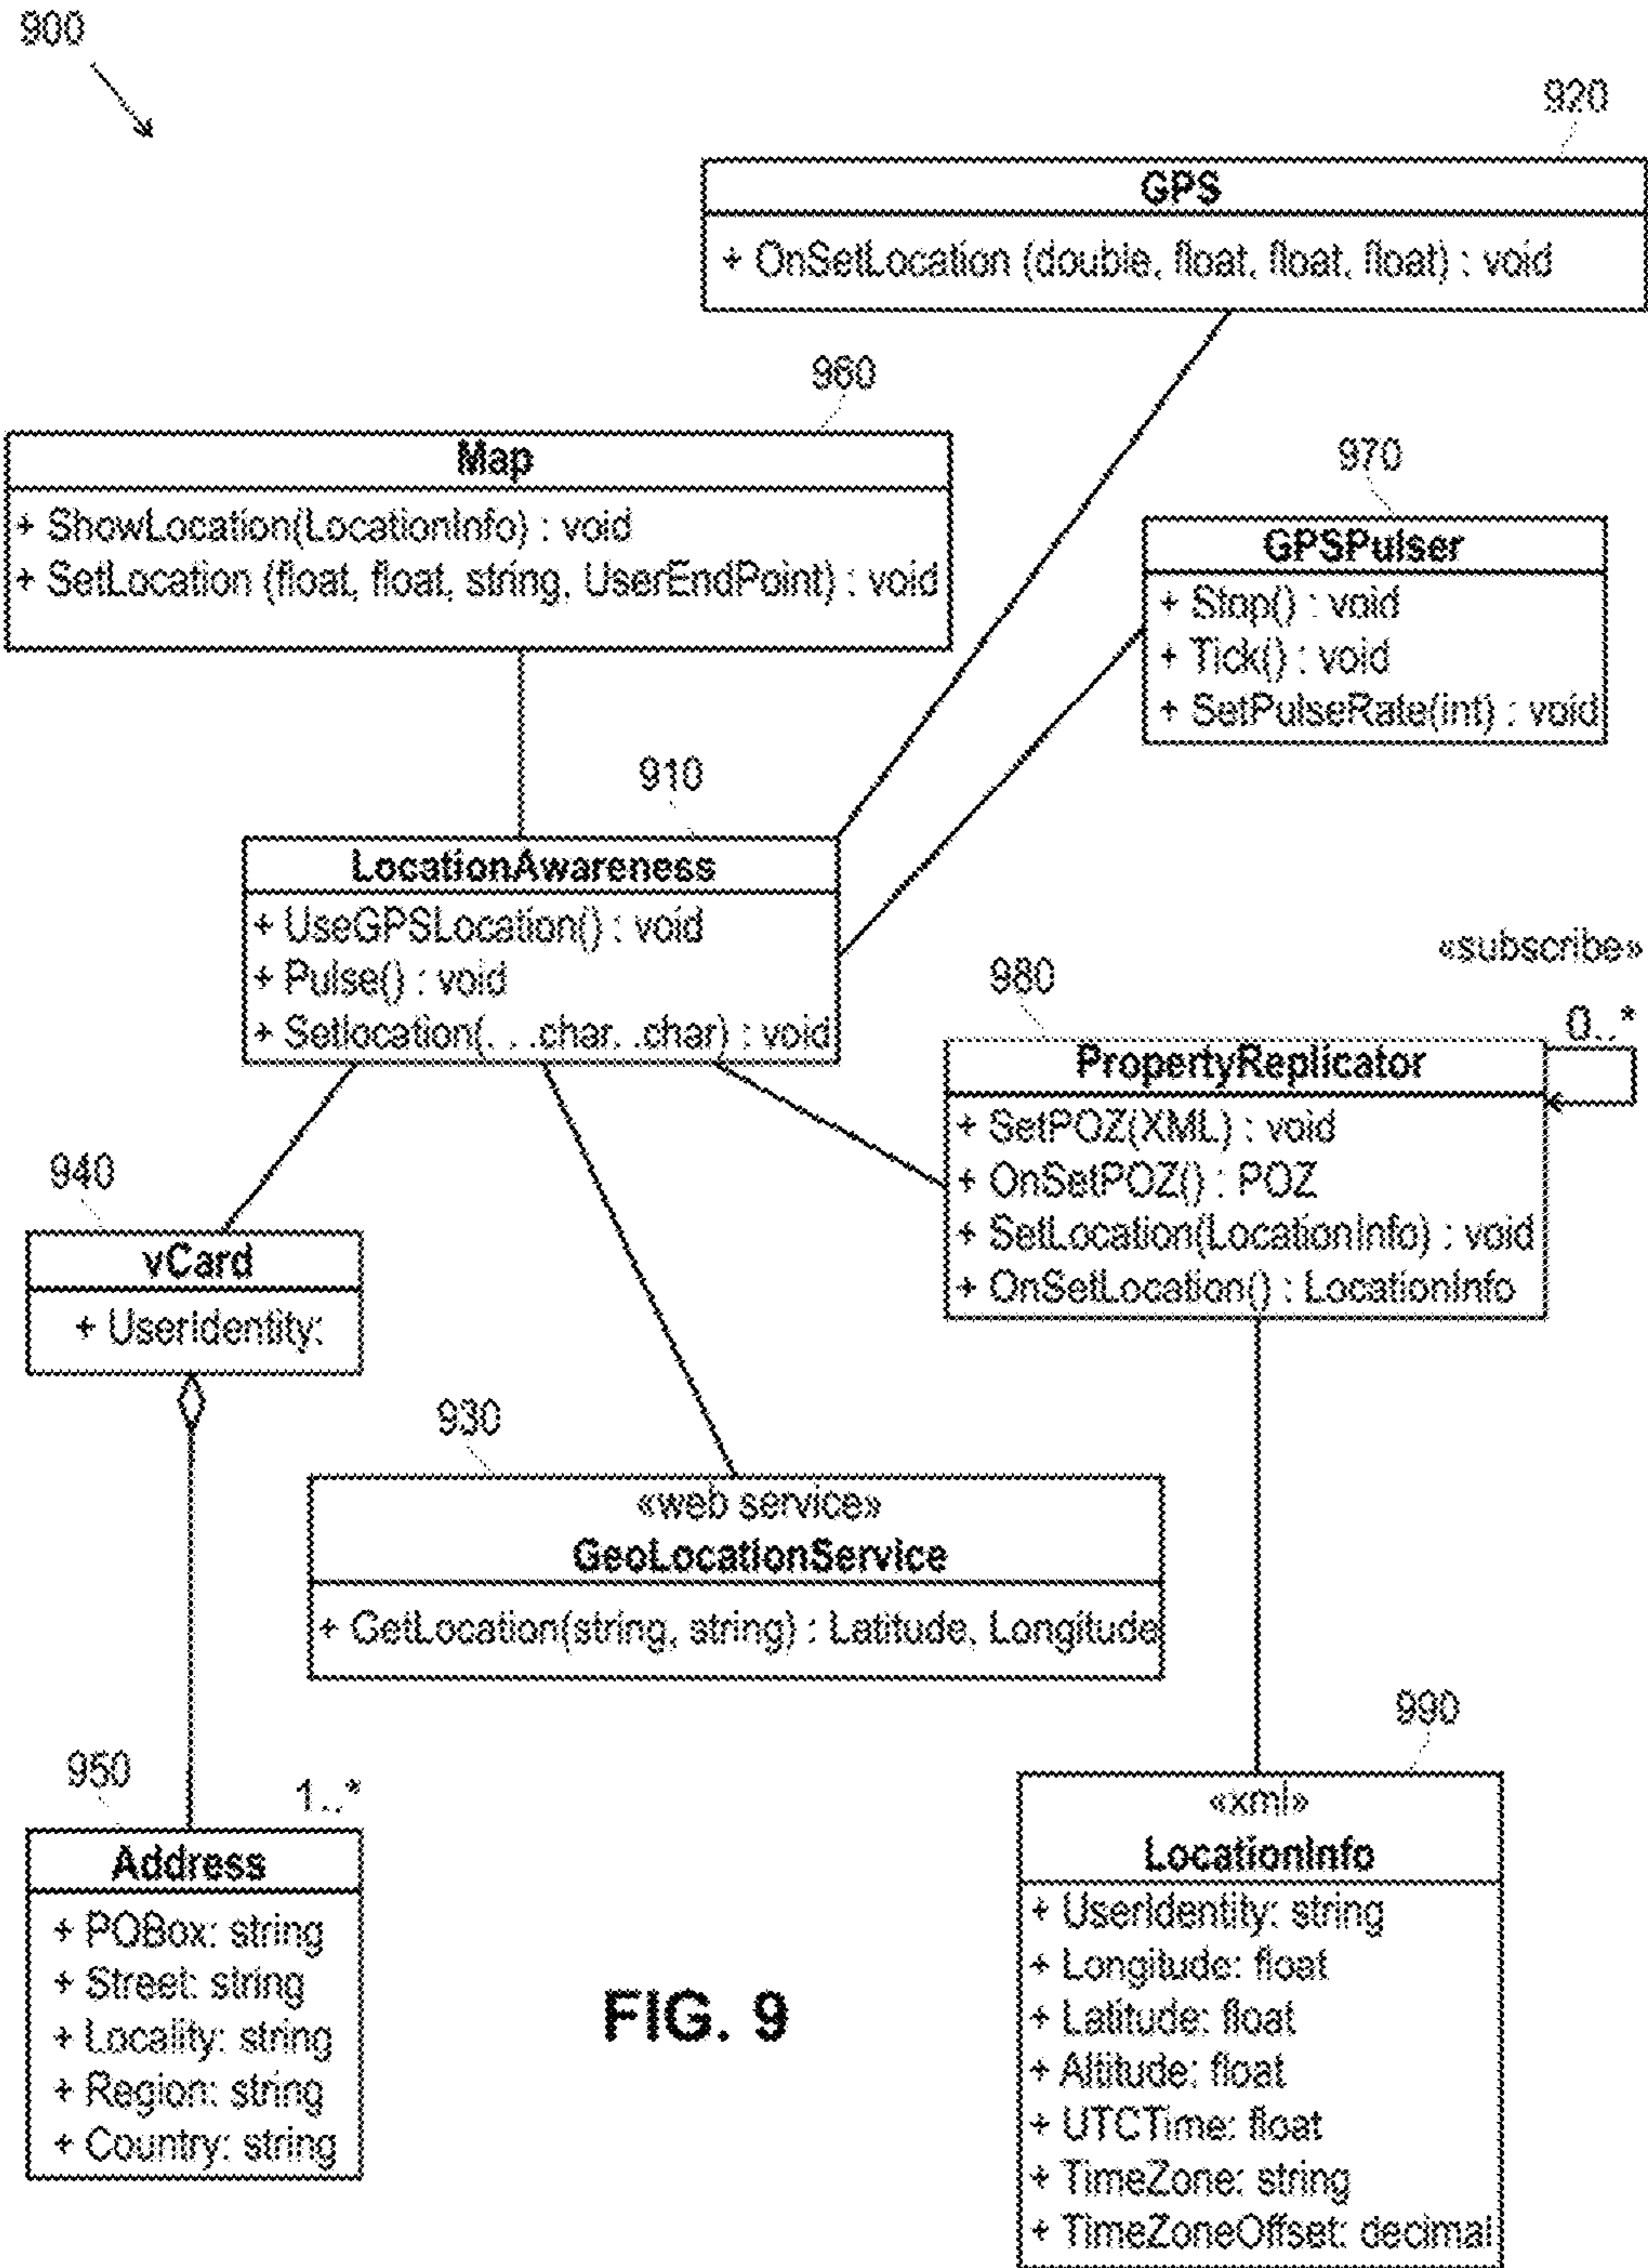 900
920
GPS
+ OnSetLocation (double, float, float, float) : void
960
Map
+ ShowLocation(LocationInfo) : void
+ SetLocation (float, float, string, UserEndPoint) : void
970
GPSPulser
+ Stop() : void
+ Tick() : void
+ SetPulseRate(int) : void
910
LocationAwareness
+ UseGPSLocation() : void
+ Pulse() : void
+ Setlocation(. . .char. .char) : void
«subscribe»
0..*
980
PropertyReplicator
+ SetPOZ(XML) : void
+ OnSetPOZ() : POZ
+ SetLocation(LocationInfo) : void
+ OnSetLocation() : LocationInfo
940
vCard
+ UserIdentity:
930
«web service»
GeoLocationService
+ GetLocation(string, string) : Latitude, Longitude
950
1..*
Address
+ POBox: string
+ Street: string
+ Locality: string
+ Region: string
+ Country: string
990
«xml»
LocationInfo
+ UserIdentity: string
+ Longitude: float
+ Latitude: float
+ Altitude: float
+ UTCTime: float
+ TimeZone: string
+ TimeZoneOffset: decimal
FIG. 9